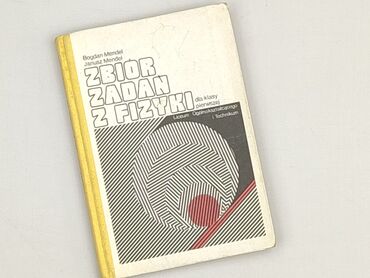 Bogdan Mendel
Janusz Mendel
ZBIÓR
ZADAŃ
Z FIZYKI
dla klasy
pierwszej
Liceum Ogólnokształcącego
i Technikum